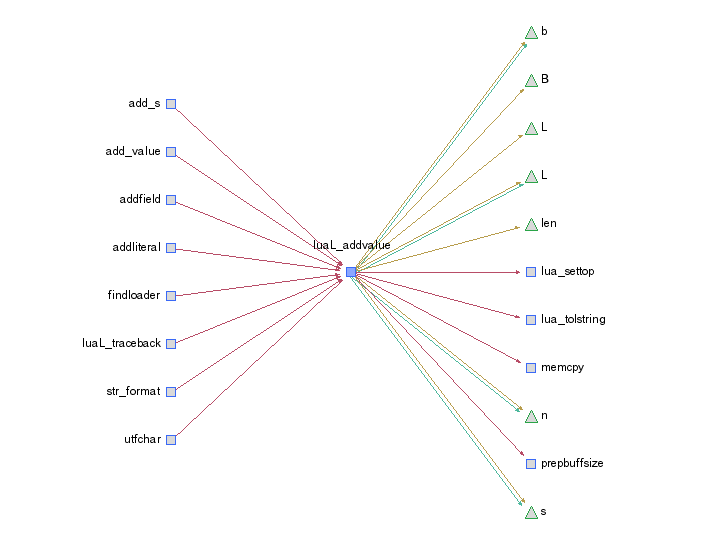 add_s
add_value
addfield
addliteral
findloader
luaL_traceback
str_format
utfchar
luaL_addvalue
b
B
L
L
len
lua_settop
lua_tolstring
memcpy
n
prepbuffsize
s